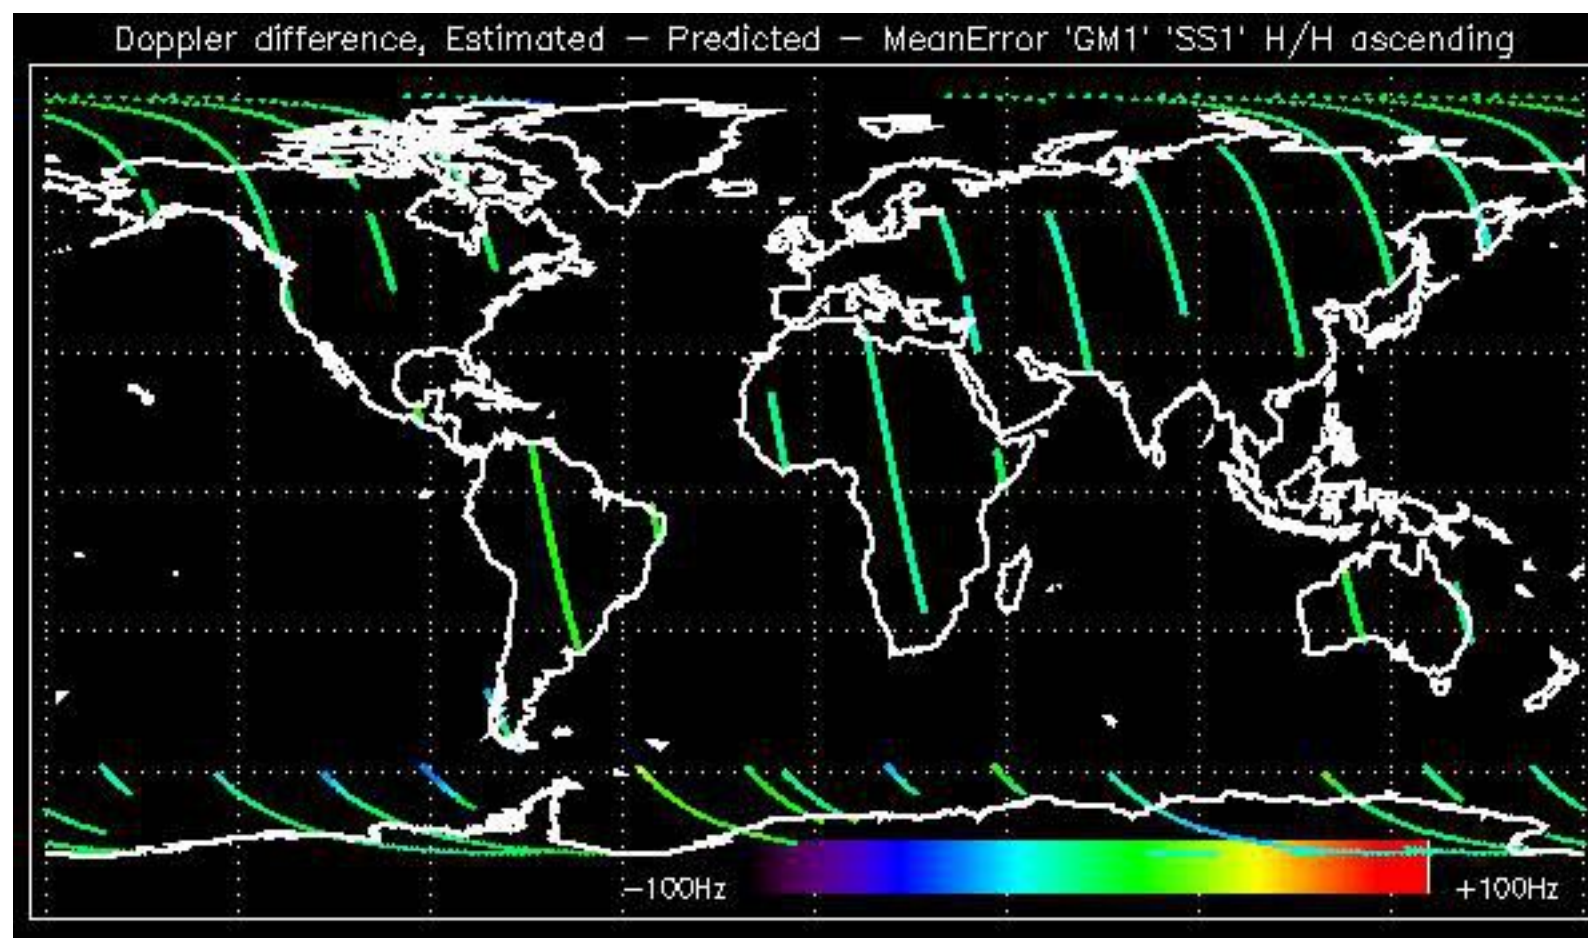 Doppler difference, Estimated – Predicted – MeanError 'GM1' 'SS1' H/H ascending
–100Hz
+100Hz